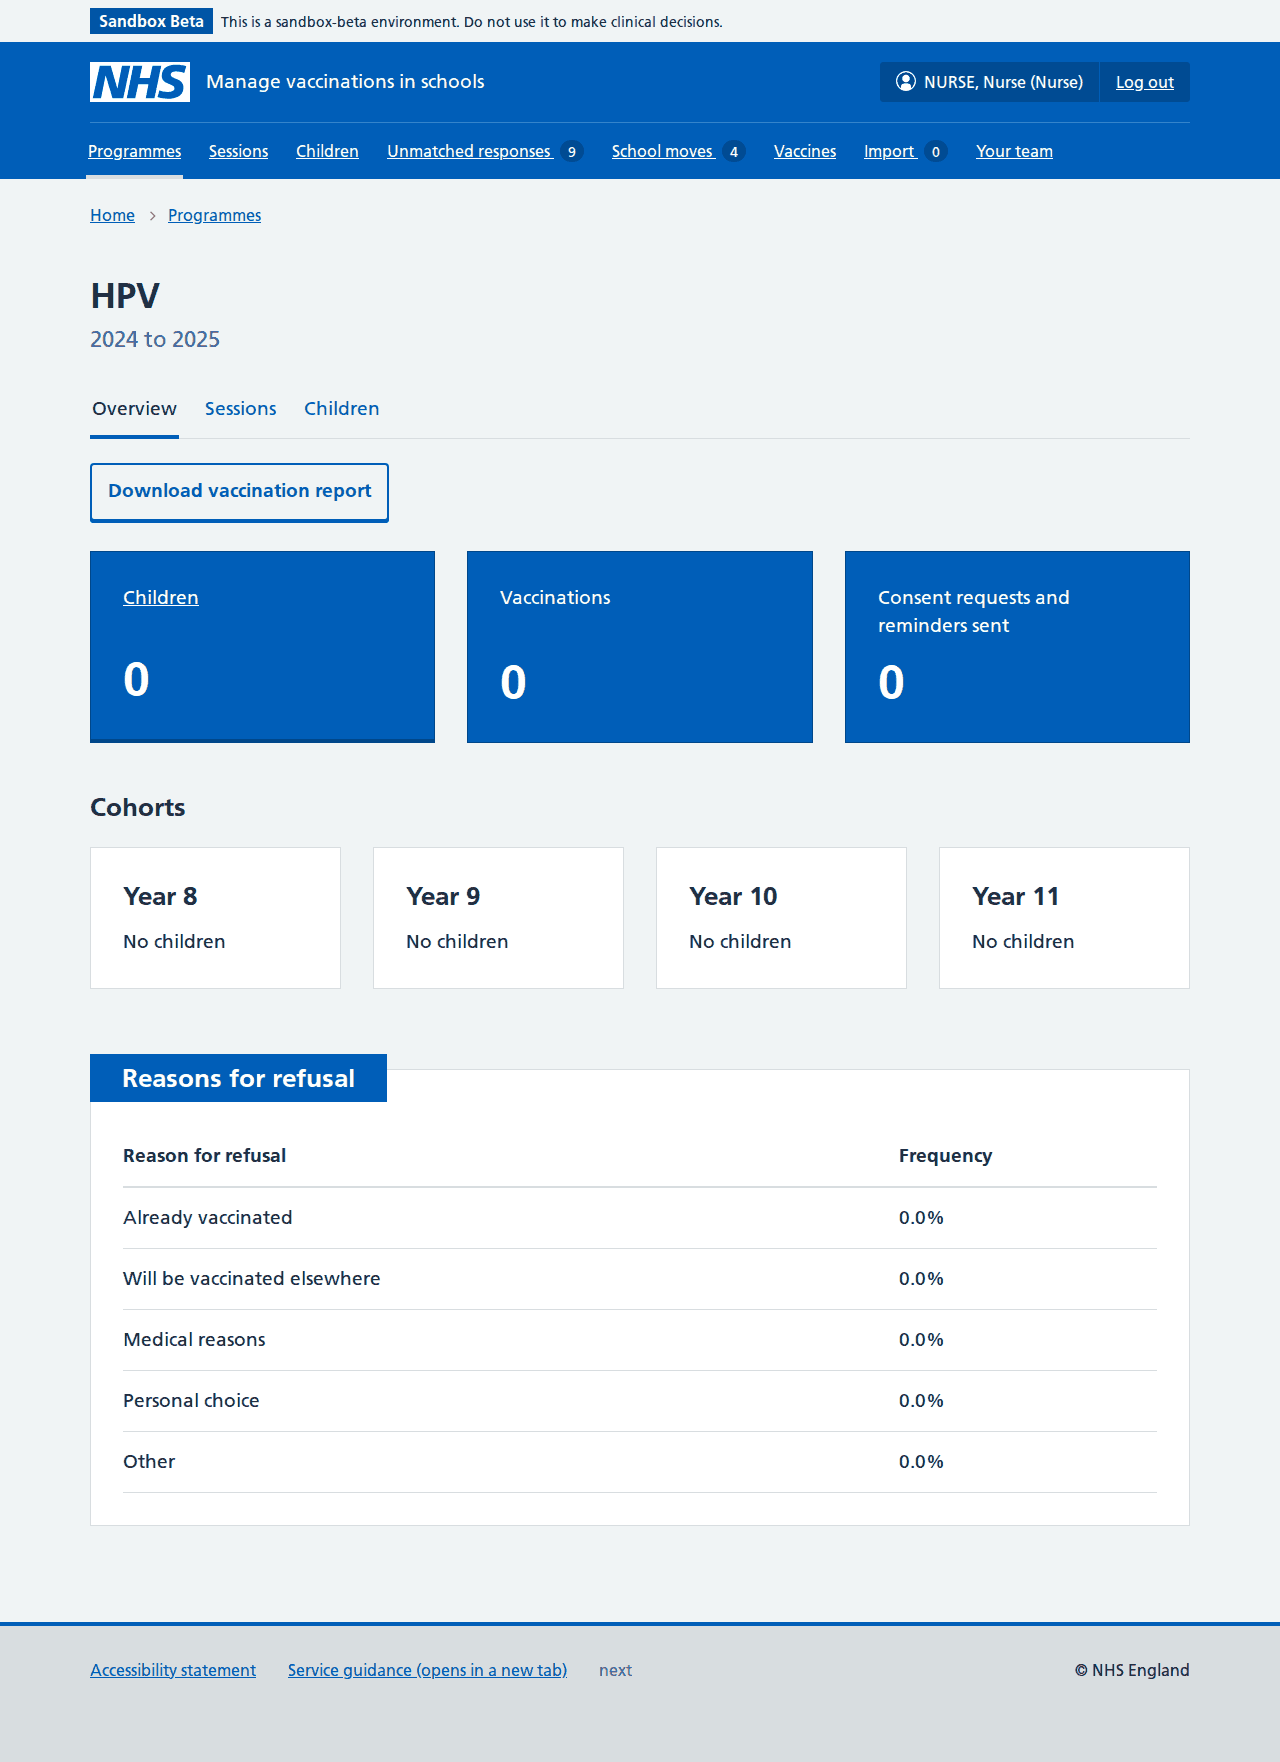 Sandbox Beta This is a sandbox-beta environment. Do not use it to make clinical decisions.
NHS Manage vaccinations in schools NURSE, Nurse (Nurse) Log out
Programmes Sessions Children Unmatched responses 9 School moves 4 Vaccines Import 0 Your team
Home Programmes
HPV
2024 to 2025
Overview Sessions Children
Download vaccination report
Children
0
Vaccinations
0
Consent requests and
reminders sent
0
Cohorts
Year 8
No children
Year 9
No children
Year 10
No children
Year 11
No children
Reasons for refusal
Reason for refusal Frequency
Already vaccinated 0.0%
Will be vaccinated elsewhere 0.0%
Medical reasons 0.0%
Personal choice 0.0%
Other 0.0%
Accessibility statement Service guidance (opens in a new tab) next © NHS England